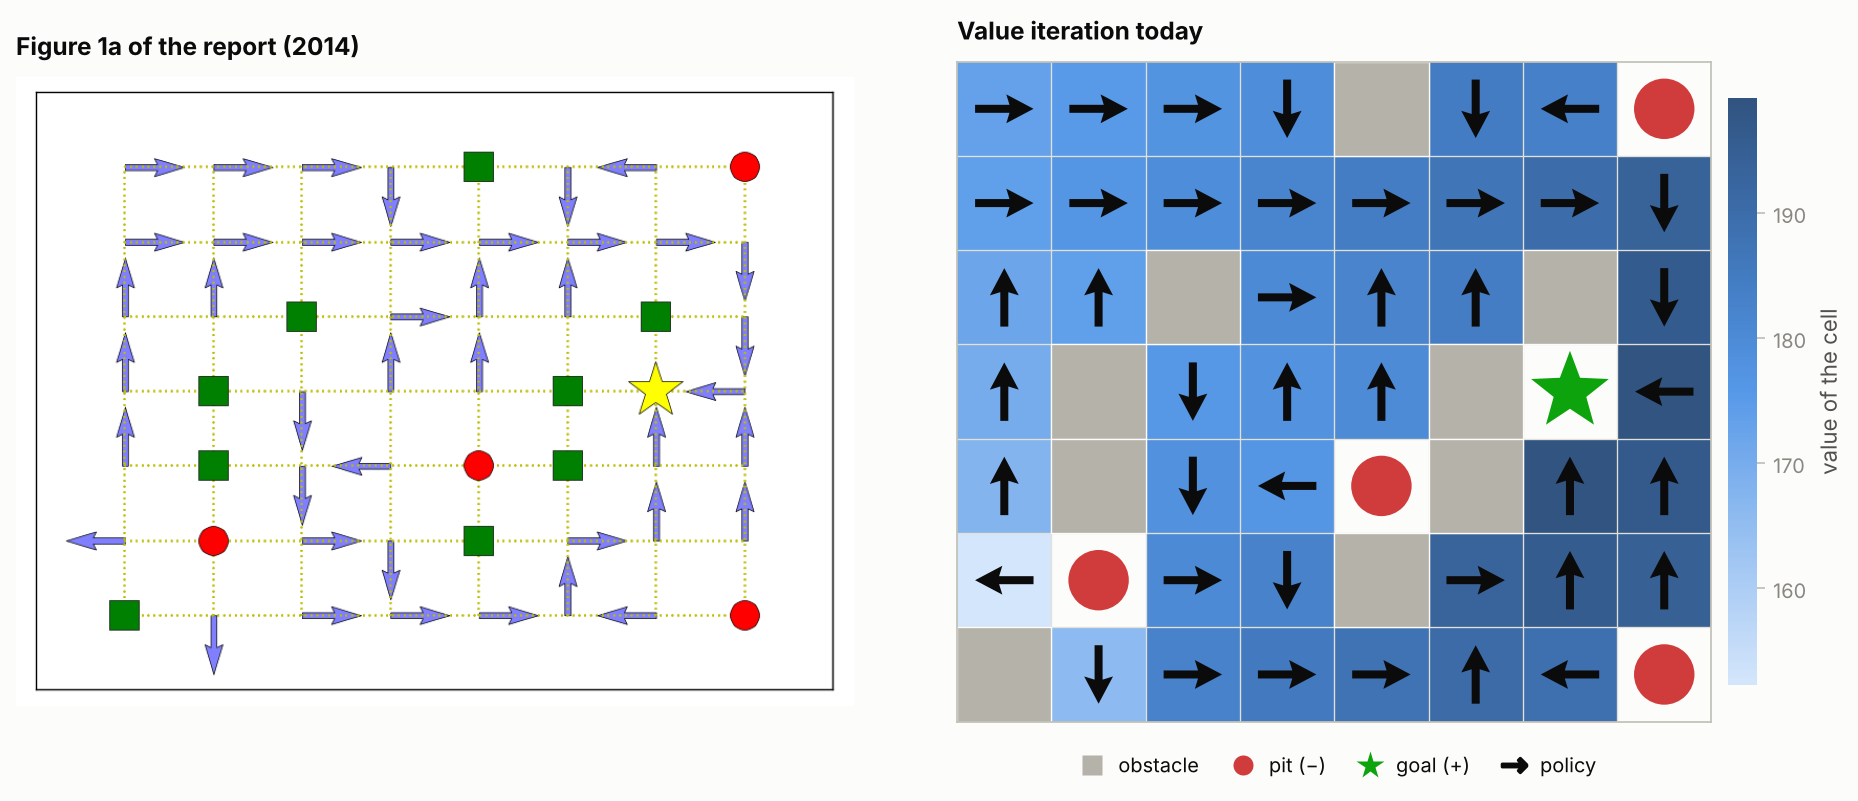 Figure 1a of the report (2014)
Value iteration today
190
180
170
160
value of the cell
obstacle
pit (−)
goal (+)
policy